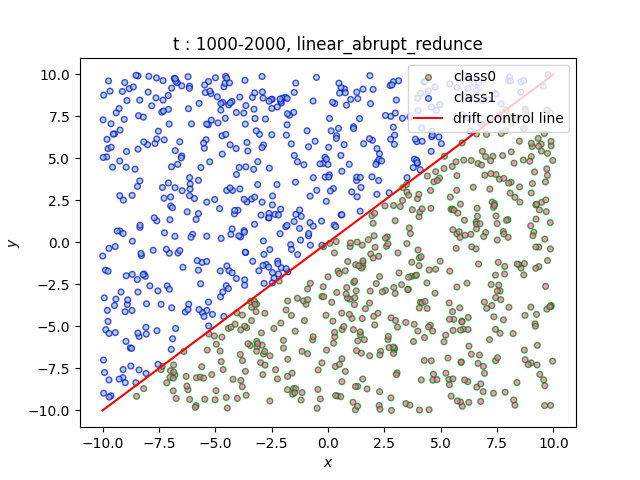 t : 1000-2000, linear_abrupt_redunce
class0
class1
drift control line
10.0
7.5
5.0
2.5
0.0
−2.5
−5.0
−7.5
−10.0
y
−10.0 −7.5 −5.0 −2.5 0.0 2.5 5.0 7.5 10.0
x